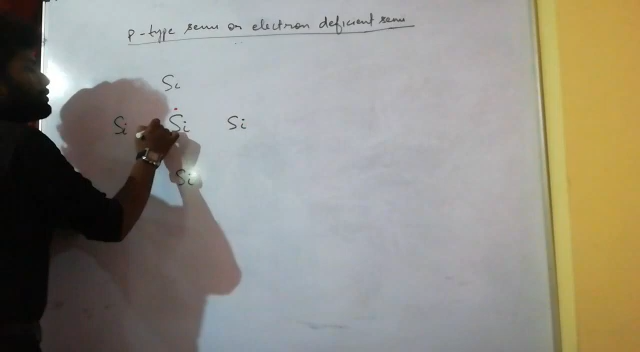 P-type semi or electron deficient semi
Si
Si Si Si
Si